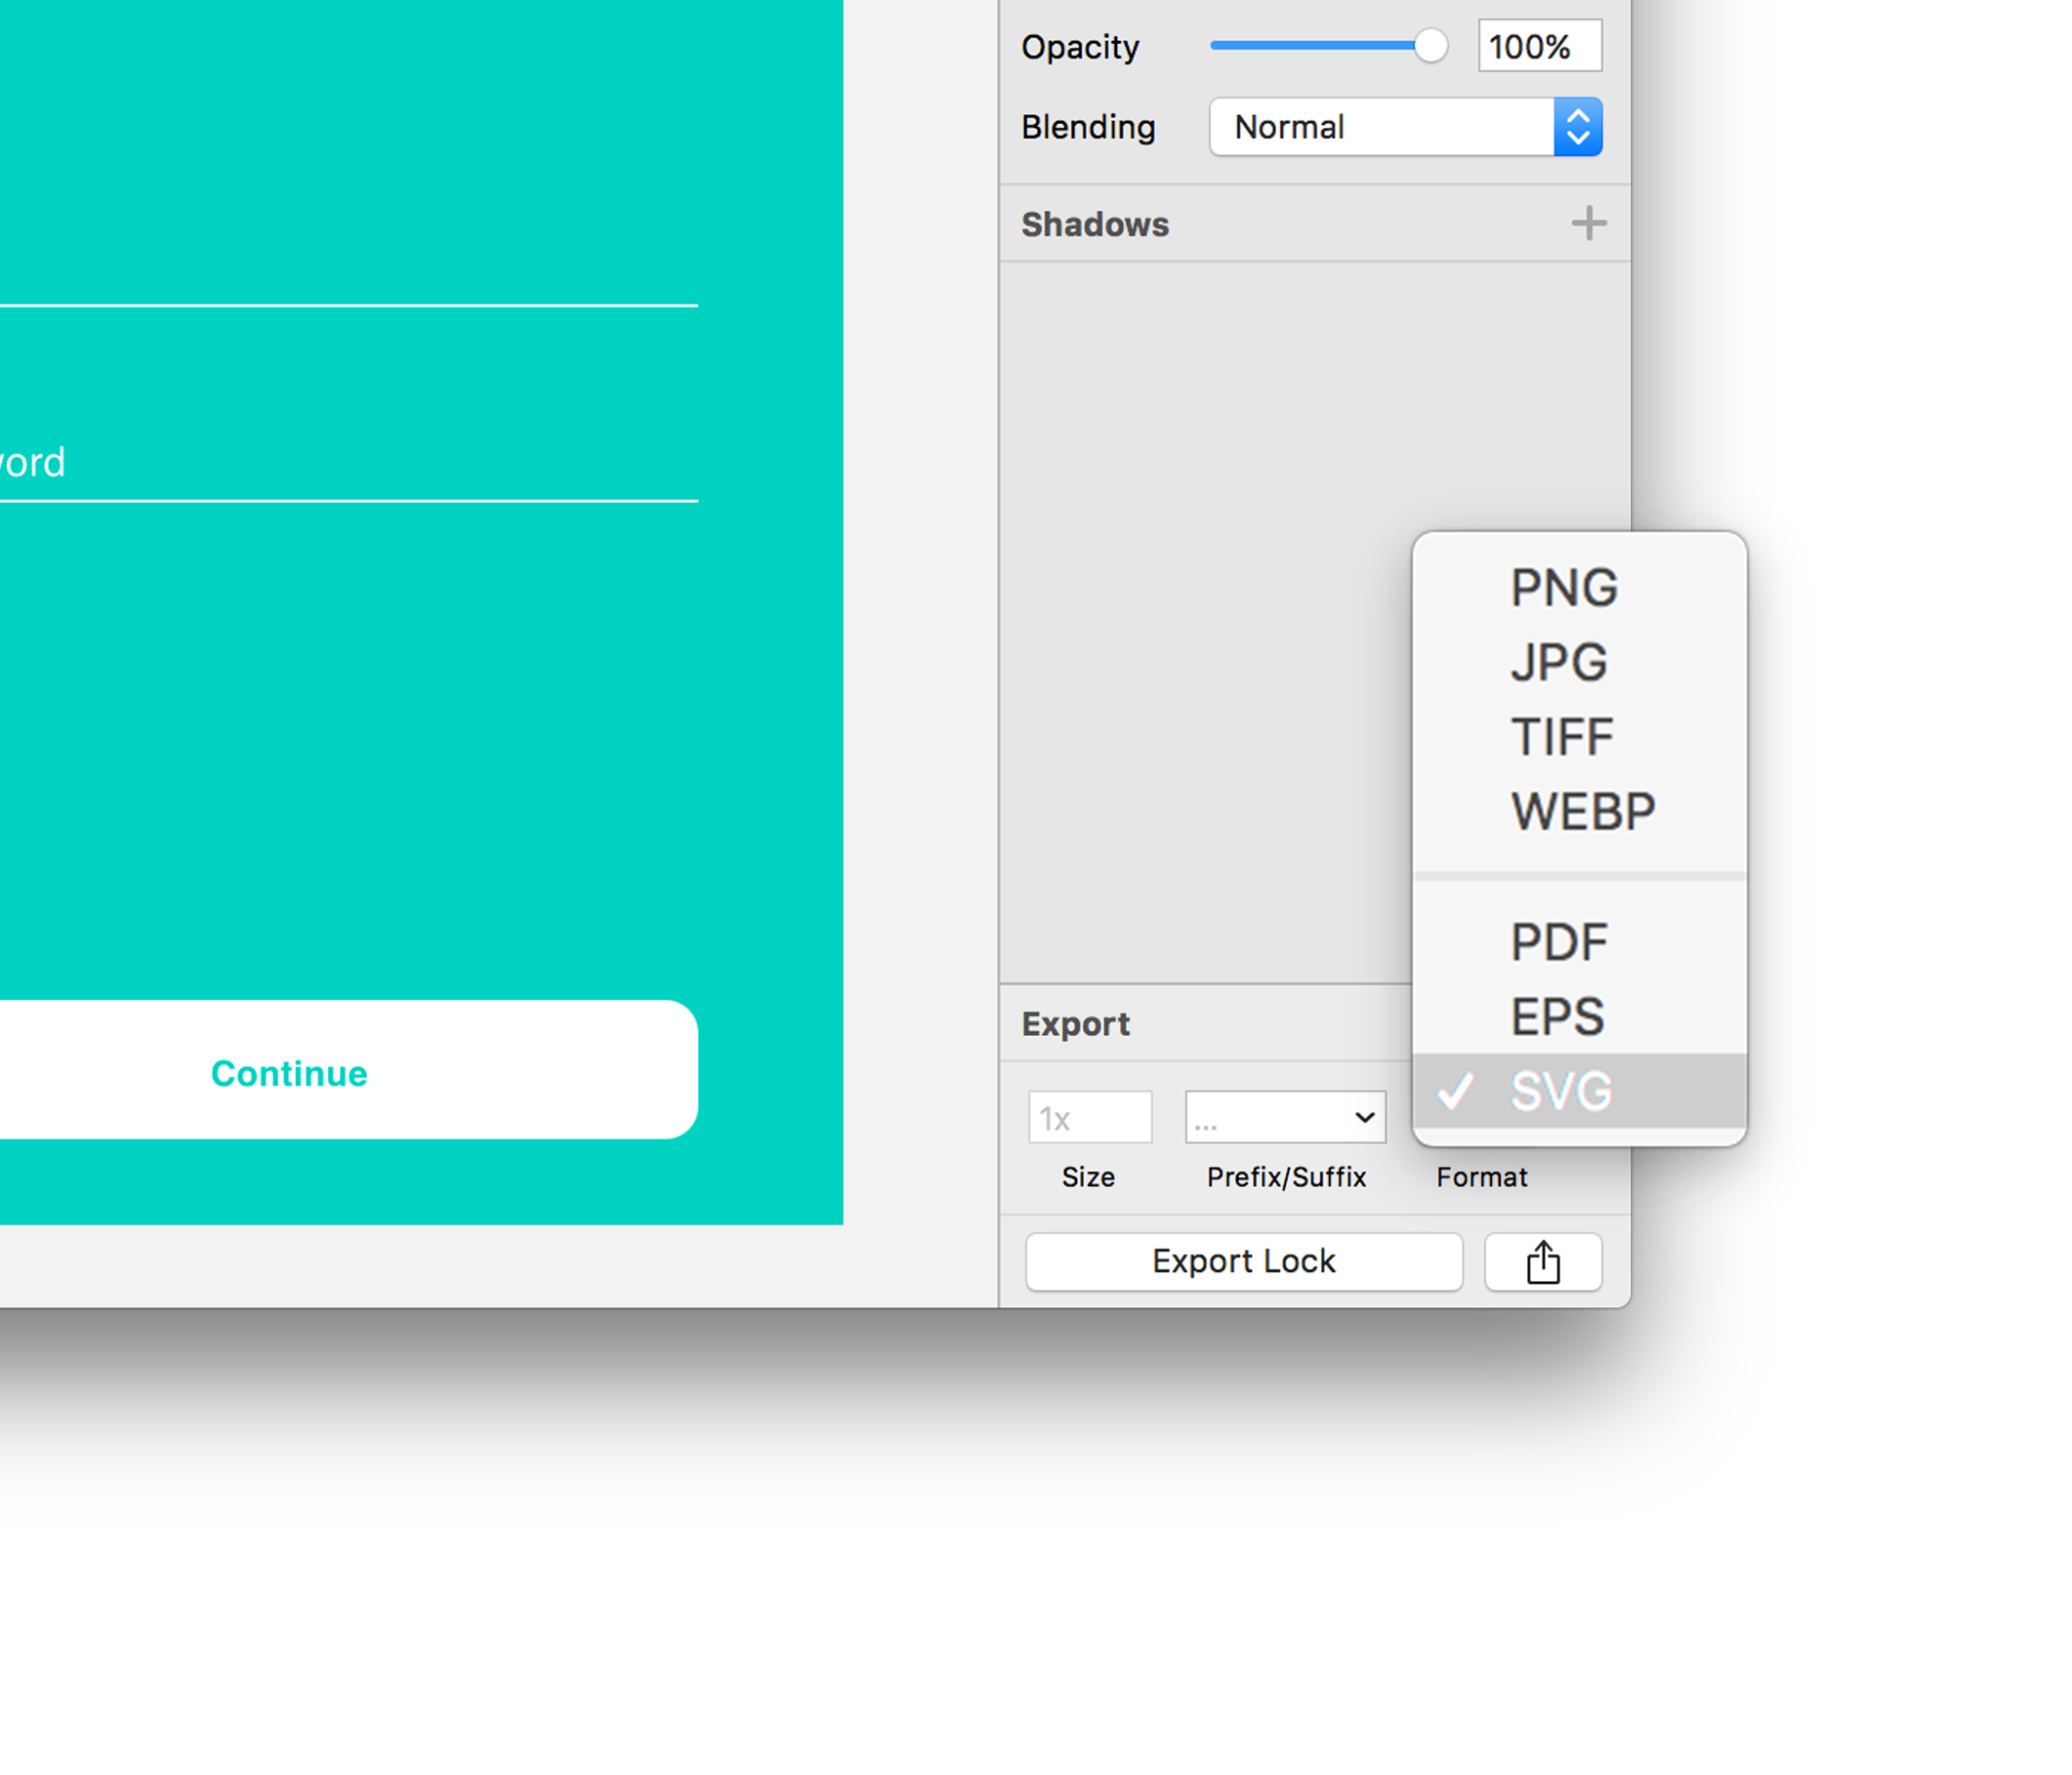 Opacity 100%
Blending Normal
Shadows
PNG
JPG
TIFF
WEBP
PDF
EPS
SVG
Export
1x ...
Size Prefix/Suffix Format
Export Lock
word
Continue